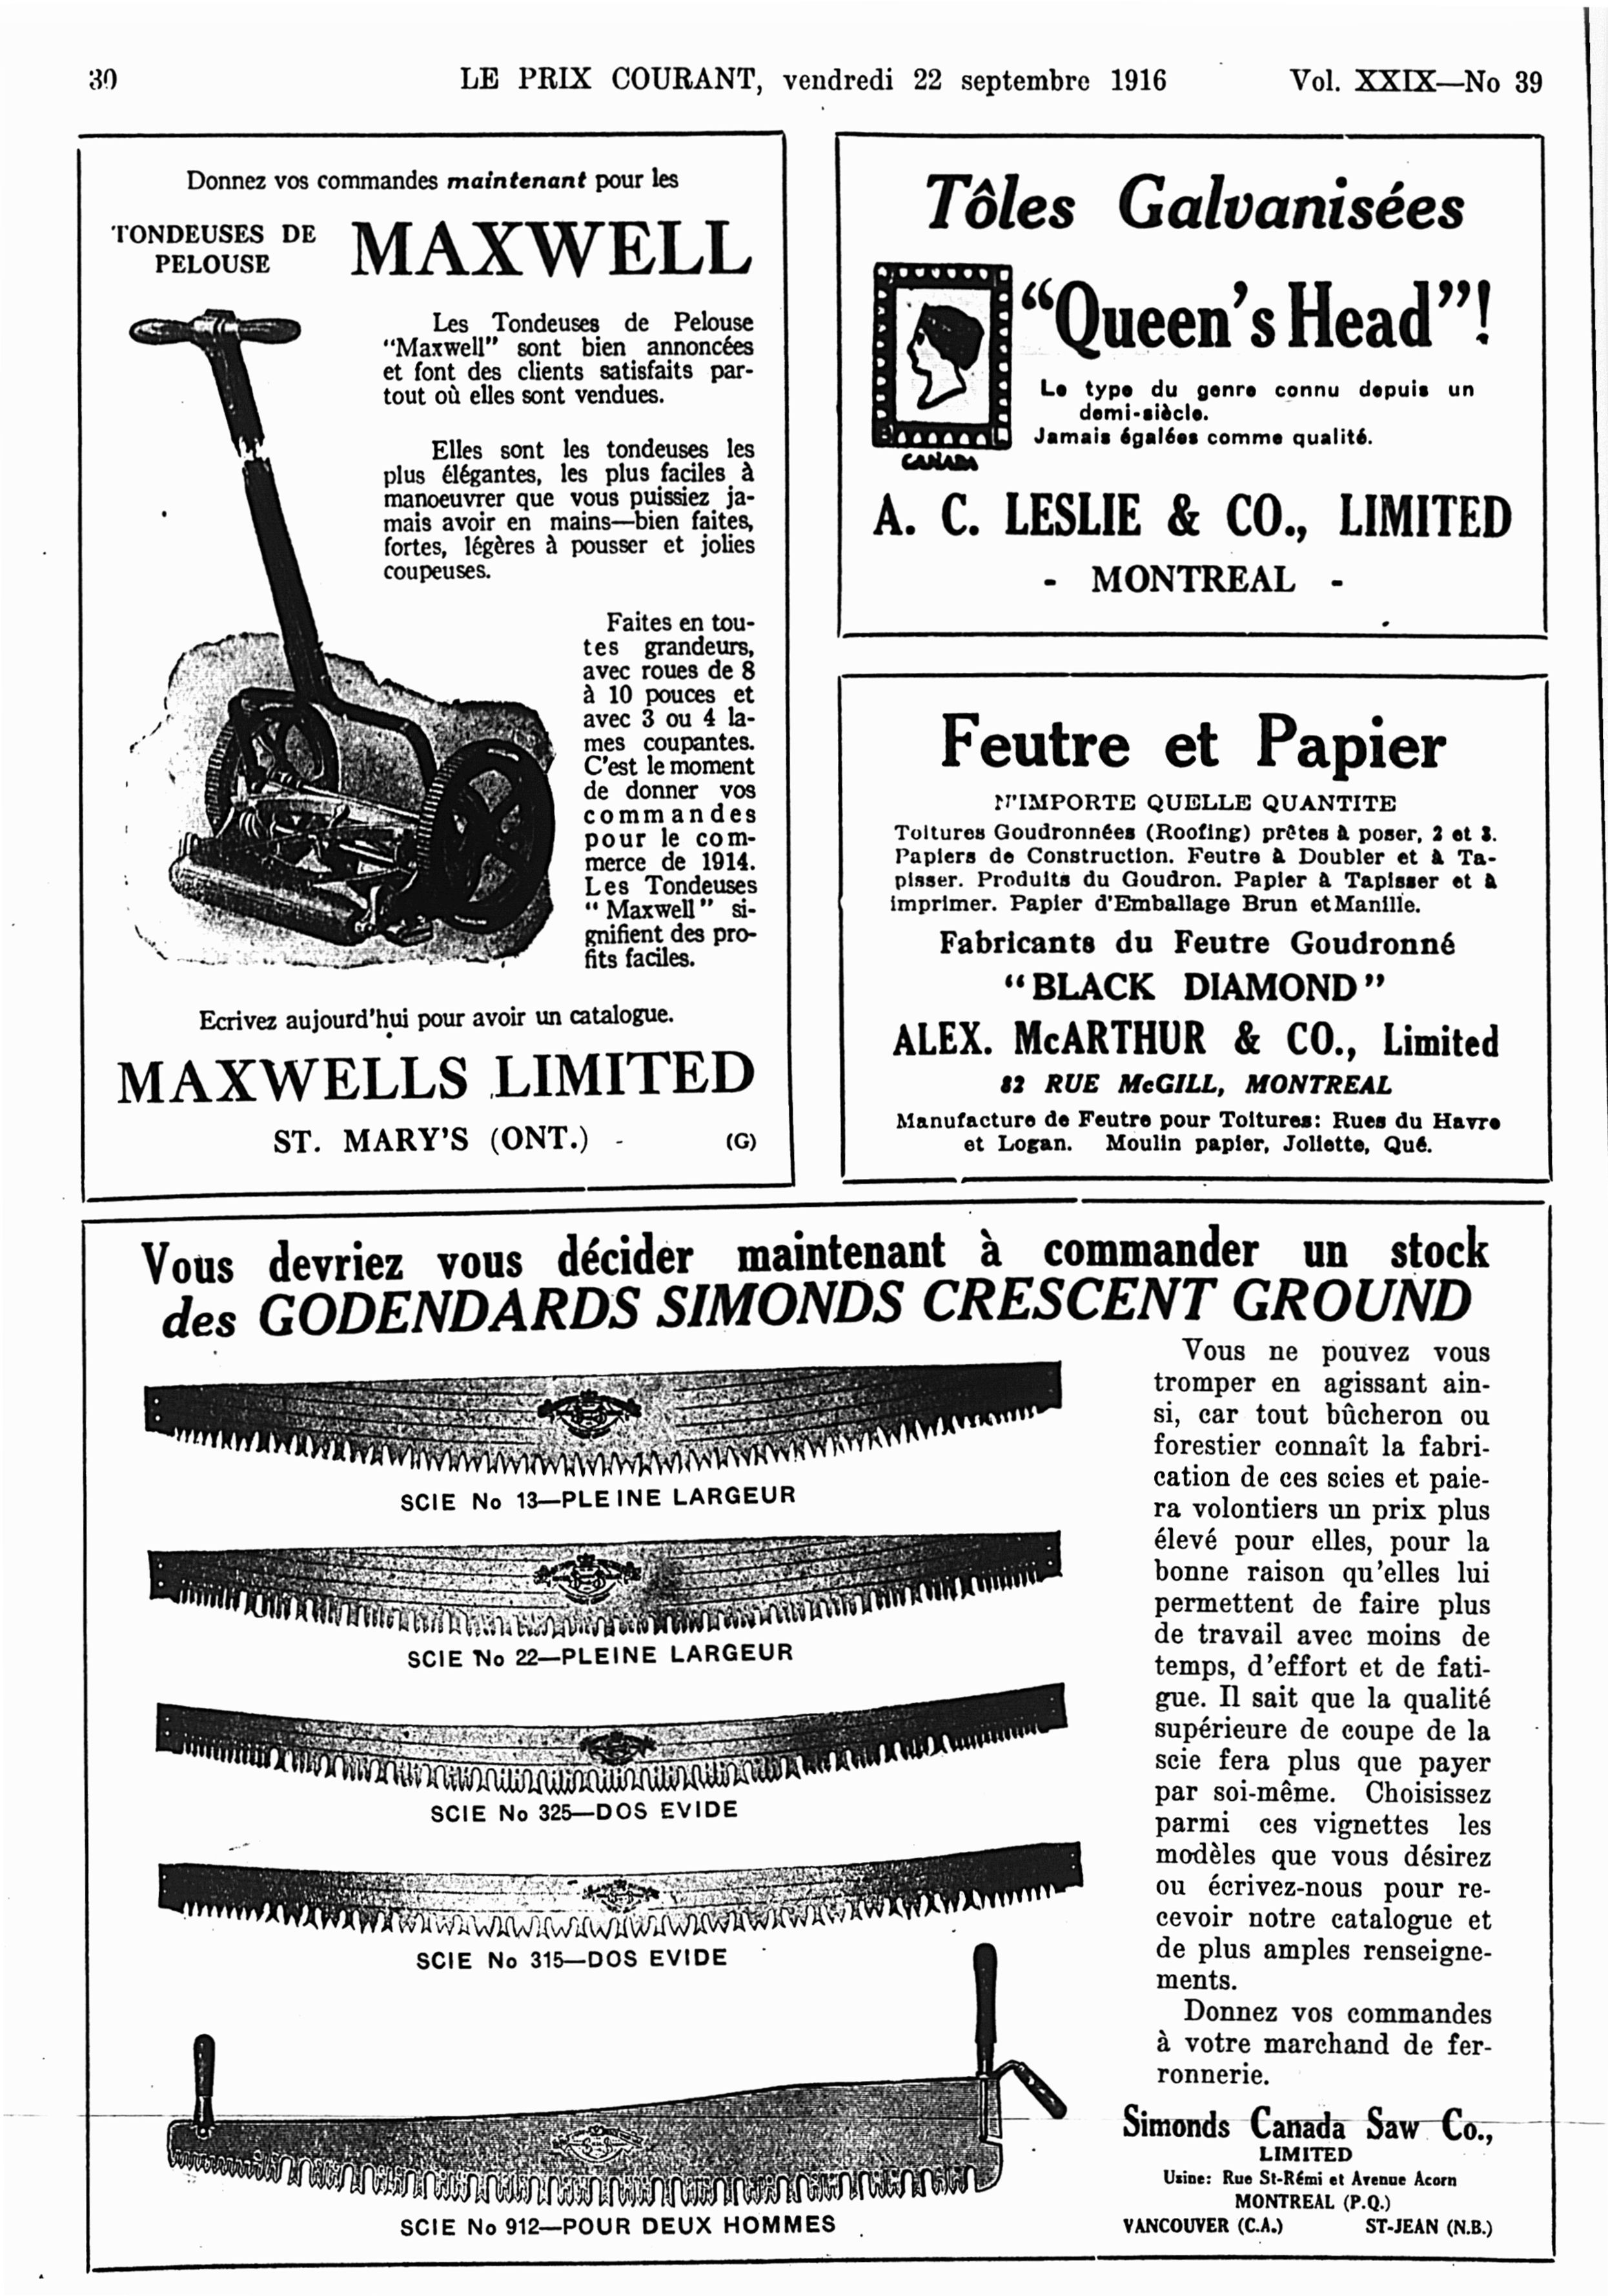 30 LE PRIX COURANT, vendredi 22 septembre 1916 Vol. XXIX—No 39
Donnez vos commandes maintenant pour les
TONDEUSES DE
PELOUSE
MAXWELL
Les Tondeuses de Pelouse
"Maxwell" sont bien annoncées
et font des clients satisfaits par-
tout où elles sont vendues.
Elles sont les tondeuses les
plus élégantes, les plus faciles à
manoeuvrer que vous puissiez ja-
mais avoir en mains—bien faites,
fortes, légères à pousser et jolies
coupeuses.
Faites en tou-
tes grandeurs,
avec roues de 8
à 10 pouces et
avec 3 ou 4 la-
mes coupantes.
C'est le moment
de donner vos
commandes
pour le com-
merce de 1914.
Les Tondeuses
"Maxwell" si-
gnifient des pro-
fits faciles.
Ecrivez aujourd'hui pour avoir un catalogue.
MAXWELLS LIMITED
ST. MARY'S (ONT.) - (G)
Tôles Galvanisées
"Queen's Head"!
CANADA
Le type du genre connu depuis un
demi-siècle.
Jamais égalées comme qualité.
A. C. LESLIE & CO., LIMITED
- MONTREAL -
Feutre et Papier
N'IMPORTE QUELLE QUANTITE
Toitures Goudronnées (Roofing) prêtes à poser, 2 et 3.
Papiers de Construction. Feutre à Doubler et à Ta-
pisser. Produits du Goudron. Papier à Tapisser et à
imprimer. Papier d'Emballage Brun et Manille.
Fabricants du Feutre Goudronné
"BLACK DIAMOND"
ALEX. McARTHUR & CO., Limited
82 RUE McGILL, MONTREAL
Manufacture de Feutre pour Toitures: Rues du Havre
et Logan. Moulin papier, Joliette, Qué.
Vous devriez vous décider maintenant à commander un stock
des GODENDARDS SIMONDS CRESCENT GROUND
SCIE No 13—PLEINE LARGEUR
SCIE No 22—PLEINE LARGEUR
SCIE No 325—DOS EVIDE
SCIE No 315—DOS EVIDE
SCIE No 912—POUR DEUX HOMMES
Vous ne pouvez vous
tromper en agissant ain-
si, car tout bûcheron ou
forestier connaît la fabri-
cation de ces scies et paie-
ra volontiers un prix plus
élevé pour elles, pour la
bonne raison qu'elles lui
permettent de faire plus
de travail avec moins de
temps, d'effort et de fati-
gue. Il sait que la qualité
supérieure de coupe de la
scie fera plus que payer
par soi-même. Choisissez
parmi ces vignettes les
modèles que vous désirez
ou écrivez-nous pour re-
cevoir notre catalogue et
de plus amples renseigne-
ments.
Donnez vos commandes
à votre marchand de fer-
ronnerie.
Simonds Canada Saw Co.,
LIMITED
Usine: Rue St-Rémi et Avenue Acorn
MONTREAL (P.Q.)
VANCOUVER (C.A.) ST-JEAN (N.B.)